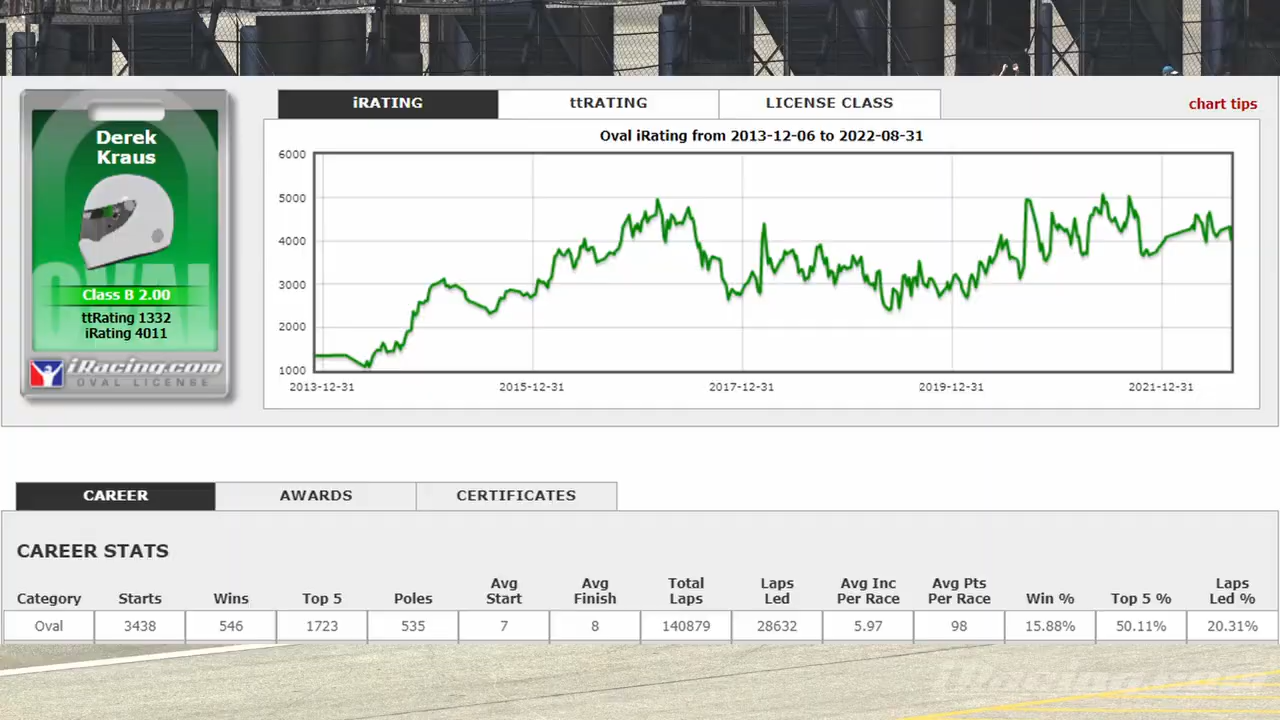 Derek
Kraus
OVAL
Class B 2.00
ttRating 1332
iRating 4011
iRacing.com
OVAL LICENSE
iRATING
ttRATING
LICENSE CLASS
chart tips
Oval iRating from 2013-12-06 to 2022-08-31
6000
5000
4000
3000
2000
1000
2013-12-31
2015-12-31
2017-12-31
2019-12-31
2021-12-31
CAREER
AWARDS
CERTIFICATES
CAREER STATS
Category Starts Wins Top 5 Poles Avg Start Avg Finish Total Laps Laps Led Avg Inc Per Race Avg Pts Per Race Win % Top 5 % Laps Led %
Oval 3438 546 1723 535 7 8 140879 28632 5.97 98 15.88% 50.11% 20.31%
iRacing.com